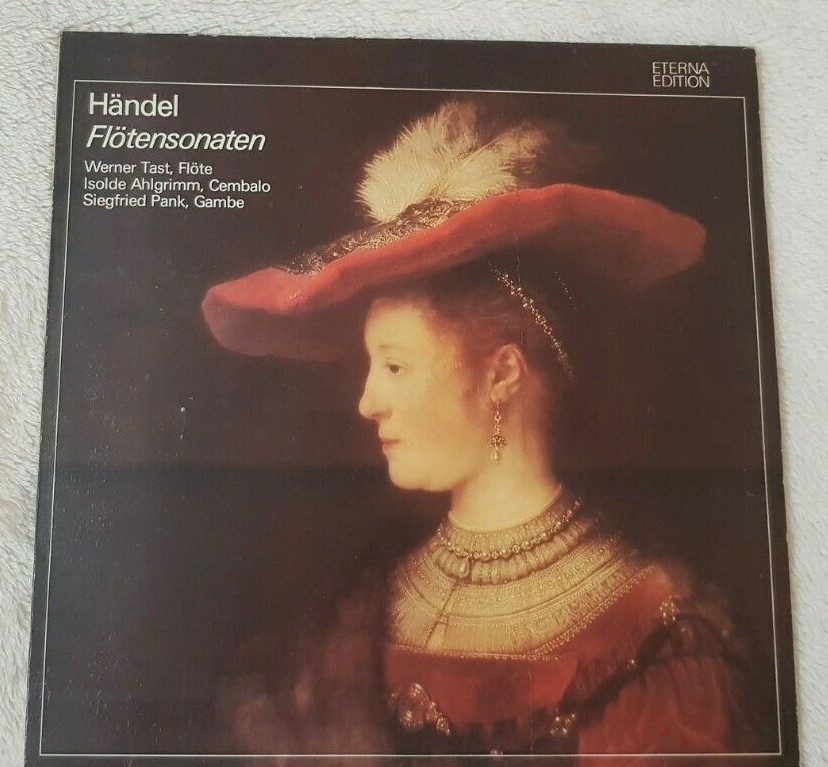 ETERNA
EDITION
Händel
Flötensonaten
Werner Tast, Flöte
Isolde Ahlgrimm, Cembalo
Siegfried Pank, Gambe